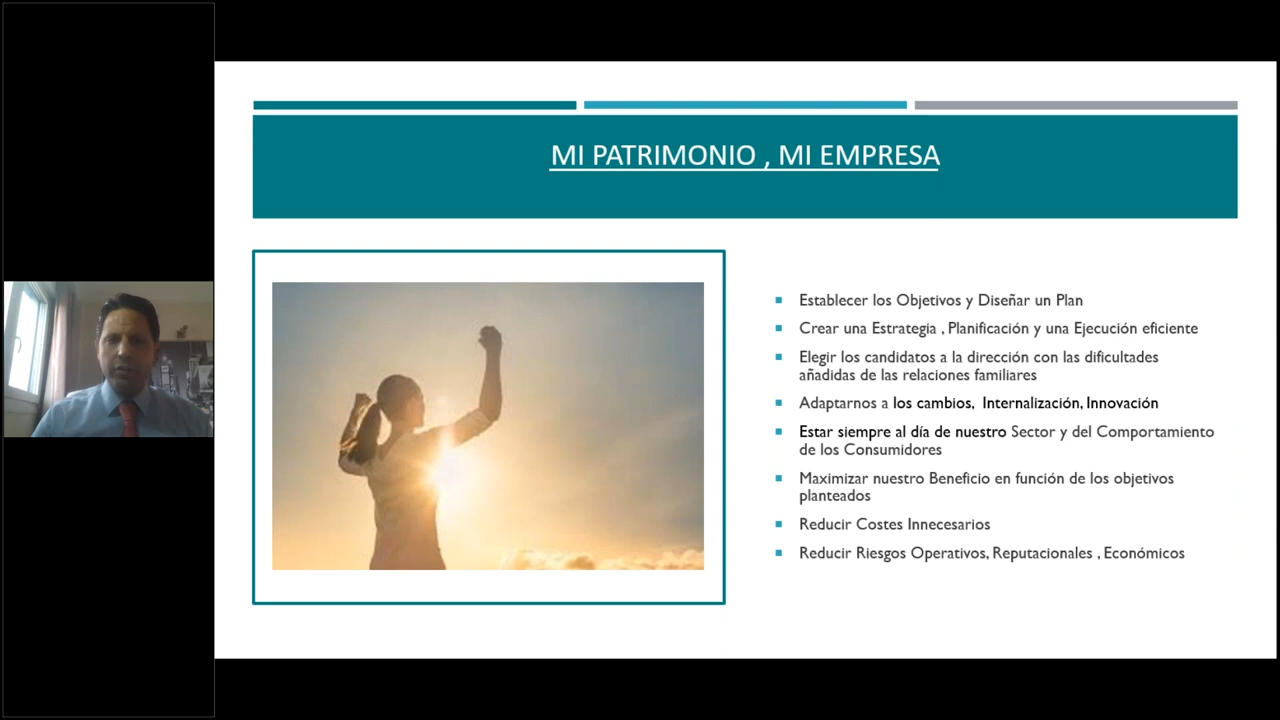 MI PATRIMONIO , MI EMPRESA
Establecer los Objetivos y Diseñar un Plan
Crear una Estrategia , Planificación y una Ejecución eficiente
Elegir los candidatos a la dirección con las dificultades
añadidas de las relaciones familiares
Adaptarnos a los cambios, Internalización, Innovación
Estar siempre al día de nuestro Sector y del Comportamiento
de los Consumidores
Maximizar nuestro Beneficio en función de los objetivos
planteados
Reducir Costes Innecesarios
Reducir Riesgos Operativos, Reputacionales , Económicos